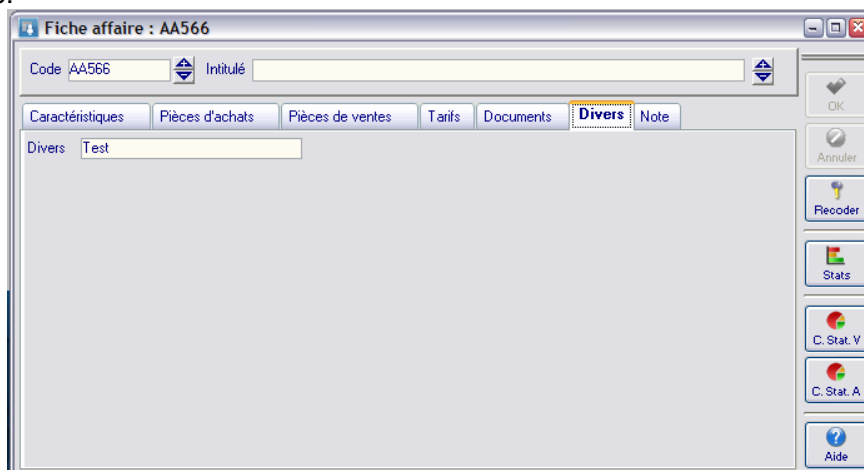 Fiche affaire : AA566
Code AA566 Intitulé
Caractéristiques Pièces d'achats Pièces de ventes Tarifs Documents Divers Note
Divers Test
OK
Annuler
Recoder
Stats
C. Stat. V
C. Stat. A
Aide